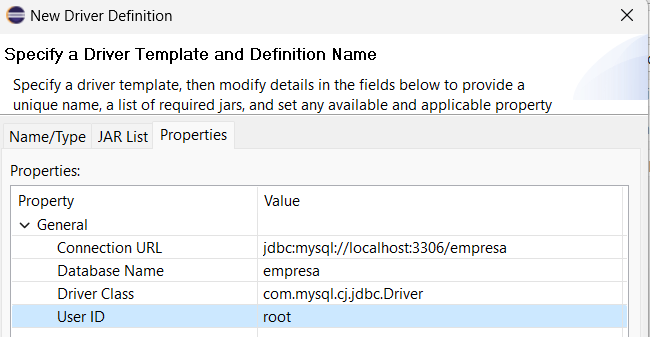 New Driver Definition
Specify a Driver Template and Definition Name
Specify a driver template, then modify details in the fields below to provide a
unique name, a list of required jars, and set any available and applicable property
Name/Type JAR List Properties
Properties:
Property Value
General
Connection URL jdbc:mysql://localhost:3306/empresa
Database Name empresa
Driver Class com.mysql.cj.jdbc.Driver
User ID root